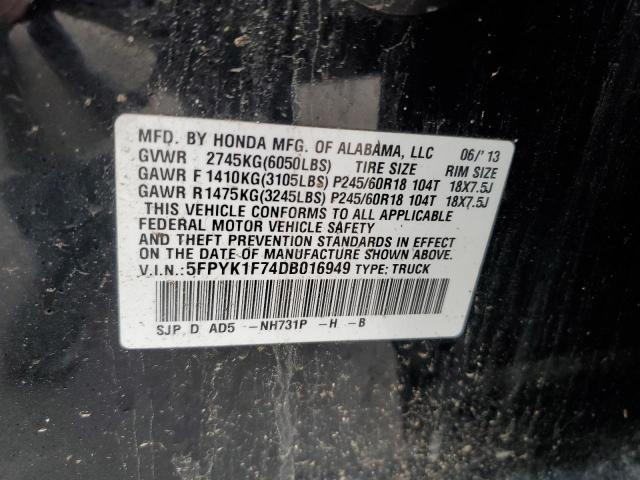 MFD. BY HONDA MFG. OF ALABAMA, LLC 06/'13
GVWR 2745KG(6050LBS) TIRE SIZE RIM SIZE
GAWR F 1410KG(3105LBS) P245/60R18 104T 18X7.5J
GAWR R1475KG(3245LBS) P245/60R18 104T 18X7.5J
THIS VEHICLE CONFORMS TO ALL APPLICABLE
FEDERAL MOTOR VEHICLE SAFETY
AND THEFT PREVENTION STANDARDS IN EFFECT
ON THE DATE OF MANUFACTURE SHOWN ABOVE.
V.I.N.: 5FPYK1F74DB016949 TYPE: TRUCK
SJP D AD5 -NH731P -H -B